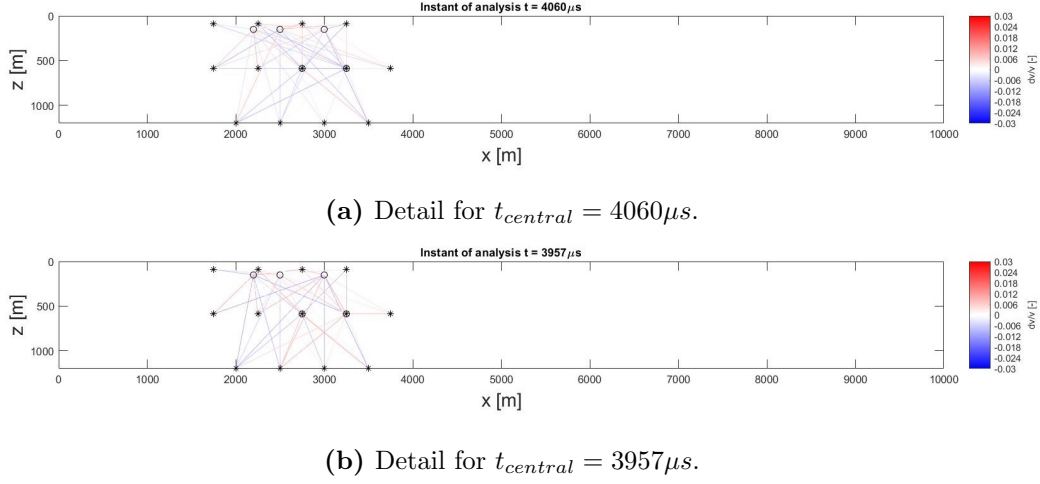 Instant of analysis t = 4060μs
0
500
1000
z [m]
0 1000 2000 3000 4000 5000 6000 7000 8000 9000 10000
x [m]
0.03
0.024
0.018
0.012
0.006
0
-0.006
-0.012
-0.018
-0.024
-0.03
dv/v [-]
(a) Detail for t_central = 4060μs.
Instant of analysis t = 3957μs
0
500
1000
z [m]
0 1000 2000 3000 4000 5000 6000 7000 8000 9000 10000
x [m]
0.03
0.024
0.018
0.012
0.006
0
-0.006
-0.012
-0.018
-0.024
-0.03
dv/v [-]
(b) Detail for t_central = 3957μs.